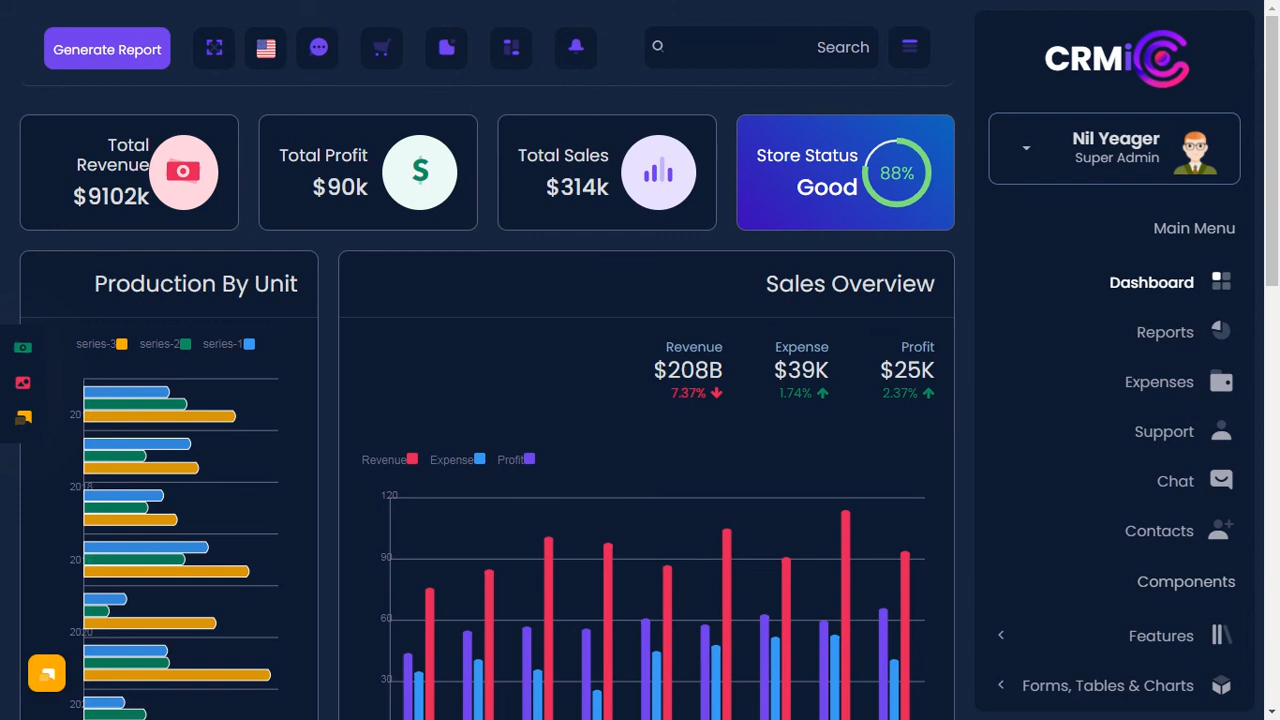 Generate Report
Search
CRMi
Nil Yeager
Super Admin
Main Menu
Dashboard
Reports
Expenses
Support
Chat
Contacts
Components
Features
Forms, Tables & Charts
Total
Revenue
$9102k
Total Profit
$90k
Total Sales
$314k
Store Status
Good
88%
Production By Unit
series-3 series-2 series-1
2020
Sales Overview
Revenue Expense Profit
$208B $39K $25K
7.37% 1.74% 2.37%
Revenue Expense Profit
120
90
60
30